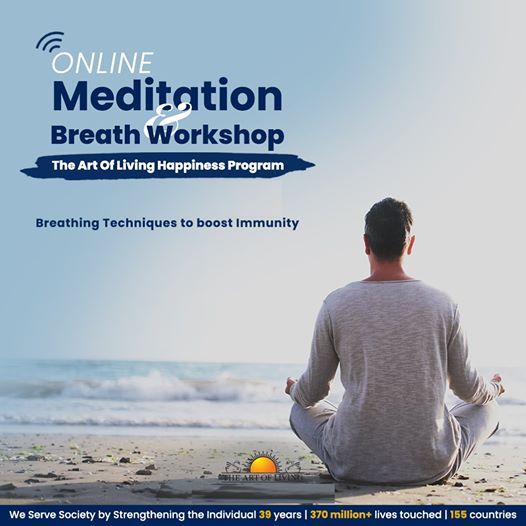 ONLINE
Meditation
&
Breath Workshop
The Art Of Living Happiness Program
Breathing Techniques to boost Immunity
THE ART OF LIVING
We Serve Society by Strengthening the Individual 39 years | 370 million+ lives touched | 155 countries